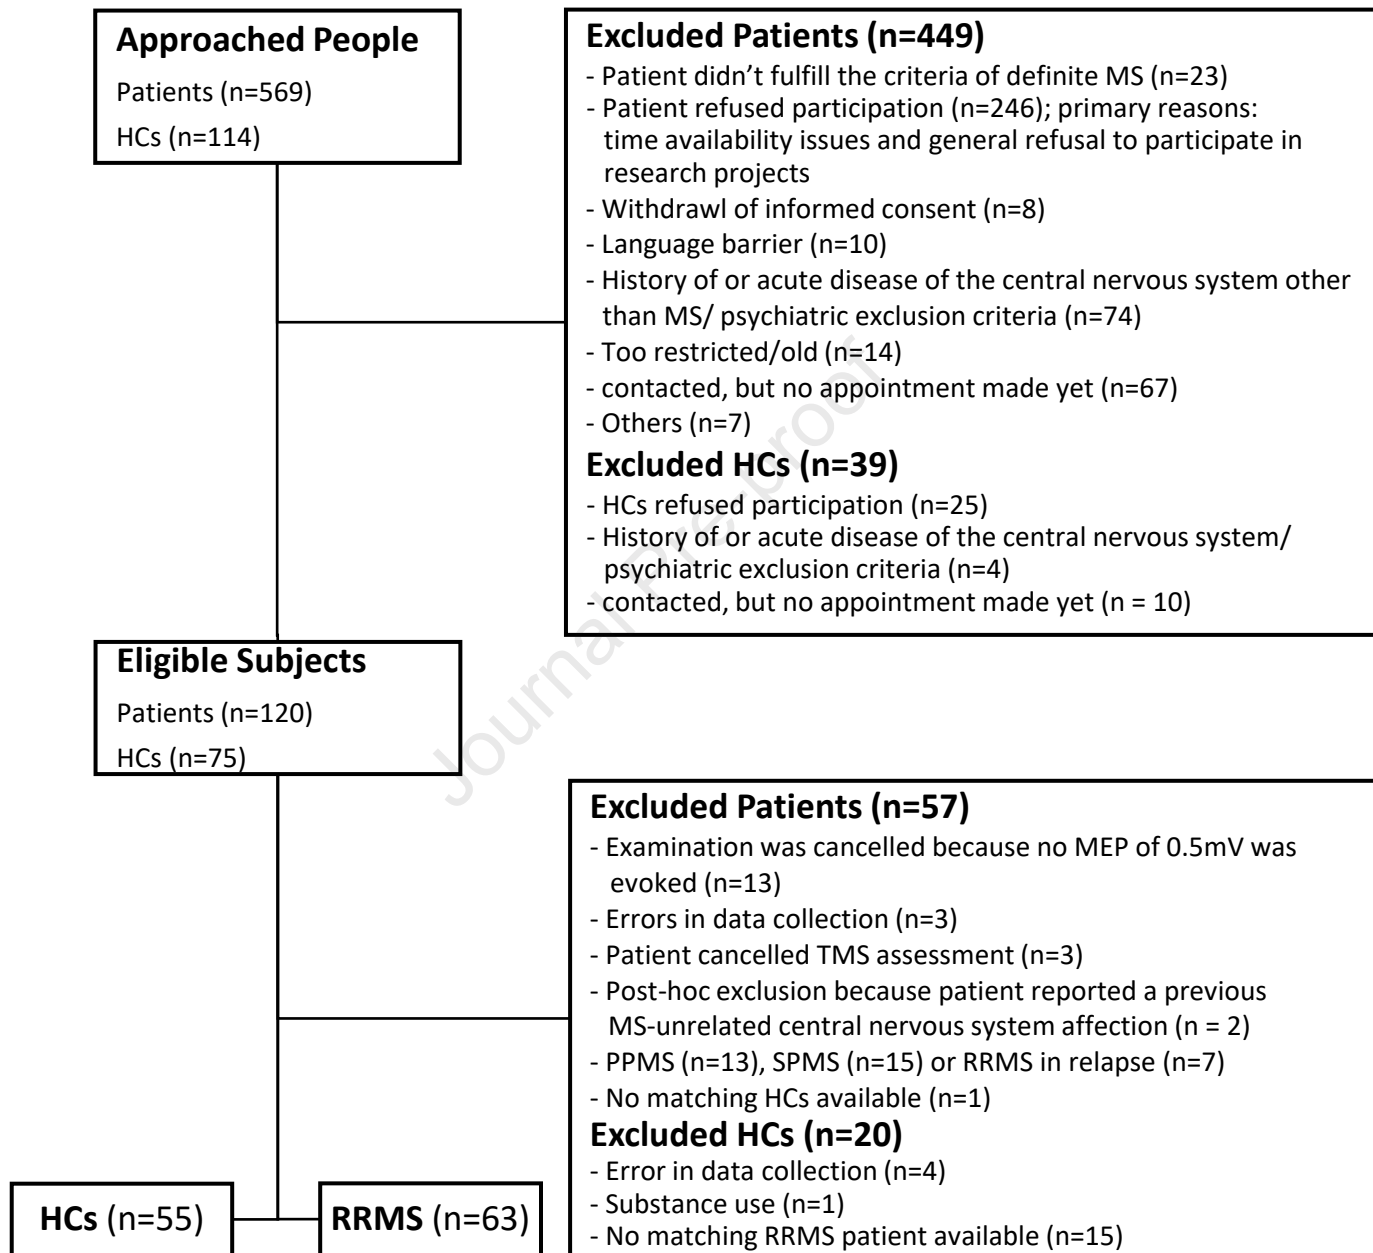 Approached People
Patients (n=569)
HCs (n=114)
Excluded Patients (n=449)
- Patient didn’t fulfill the criteria of definite MS (n=23)
- Patient refused participation (n=246); primary reasons:
time availability issues and general refusal to participate in
research projects
- Withdrawl of informed consent (n=8)
- Language barrier (n=10)
- History of or acute disease of the central nervous system other
than MS/ psychiatric exclusion criteria (n=74)
- Too restricted/old (n=14)
- contacted, but no appointment made yet (n=67)
- Others (n=7)
Excluded HCs (n=39)
- HCs refused participation (n=25)
- History of or acute disease of the central nervous system/
psychiatric exclusion criteria (n=4)
- contacted, but no appointment made yet (n = 10)
Journal Pre-proof
Eligible Subjects
Patients (n=120)
HCs (n=75)
Excluded Patients (n=57)
- Examination was cancelled because no MEP of 0.5mV was
evoked (n=13)
- Errors in data collection (n=3)
- Patient cancelled TMS assessment (n=3)
- Post-hoc exclusion because patient reported a previous
MS-unrelated central nervous system affection (n = 2)
- PPMS (n=13), SPMS (n=15) or RRMS in relapse (n=7)
- No matching HCs available (n=1)
Excluded HCs (n=20)
- Error in data collection (n=4)
- Substance use (n=1)
- No matching RRMS patient available (n=15)
HCs (n=55)
RRMS (n=63)